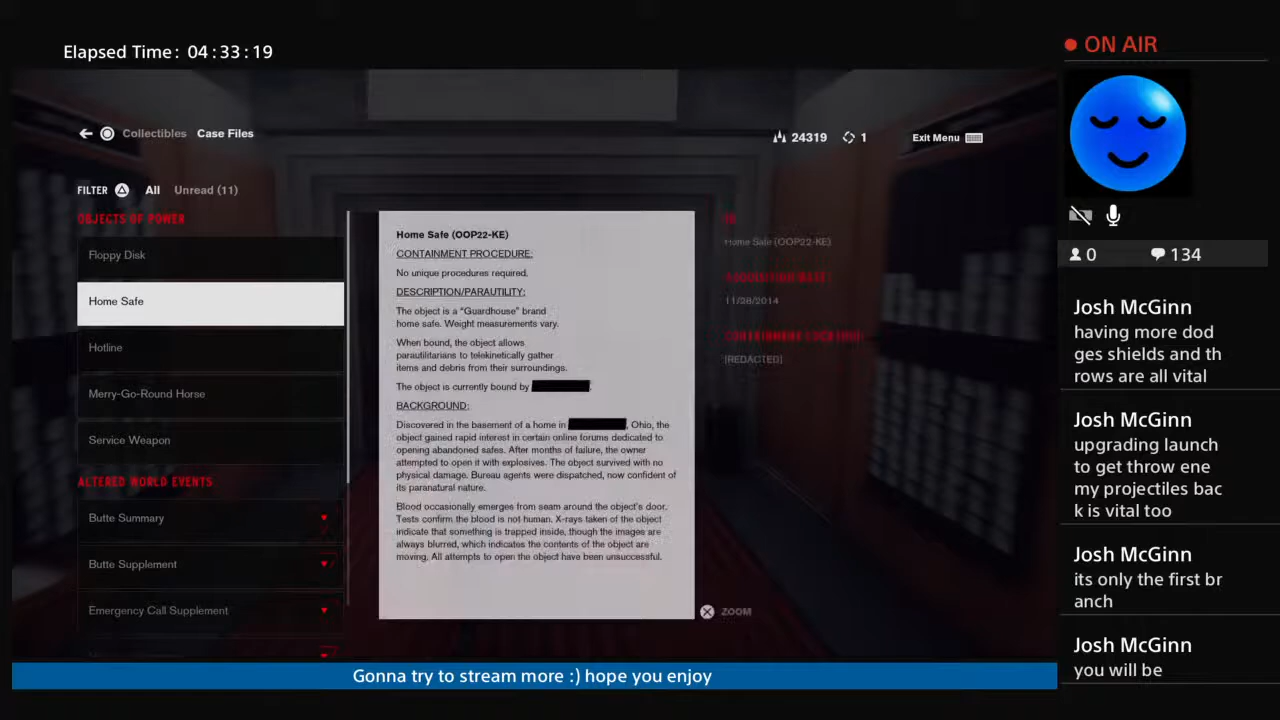 Elapsed Time: 04:33:19
ON AIR
Collectibles Case Files
24319 1 Exit Menu
FILTER All Unread (11)
OBJECTS OF POWER
Floppy Disk
Home Safe
Hotline
Merry-Go-Round Horse
Service Weapon
ALTERED WORLD EVENTS
Butte Summary
Butte Supplement
Emergency Call Supplement
Home Safe (OOP22-KE)
CONTAINMENT PROCEDURE:
No unique procedures required.
DESCRIPTION/PARAUTILITY:
The object is a "Guardhouse" brand
home safe. Weight measurements vary.
When bound, the object allows
parautilitarians to telekinetically gather
items and debris from their surroundings.
The object is currently bound by
BACKGROUND:
Discovered in the basement of a home in , Ohio, the
object gained rapid interest in certain online forums dedicated to
opening abandoned safes. After months of failure, the owner
attempted to open it with explosives. The object survived with no
physical damage. Bureau agents were dispatched, now confident of
its paranatural nature.
Blood occasionally emerges from seam around the object's door.
Tests confirm the blood is not human. X-rays taken of the object
indicate that something is trapped inside, though the images are
always blurred, which indicates the contents of the object are
moving. All attempts to open the object have been unsuccessful.
ID
Home Safe (OOP22-KE)
ACQUISITION DATE:
11/28/2014
CONTAINMENT LOCATION:
[REDACTED]
ZOOM
0 134
Josh McGinn
having more dod
ges shields and th
rows are all vital
Josh McGinn
upgrading launch
to get throw ene
my projectiles bac
k is vital too
Josh McGinn
its only the first br
anch
Josh McGinn
you will be
Gonna try to stream more :) hope you enjoy